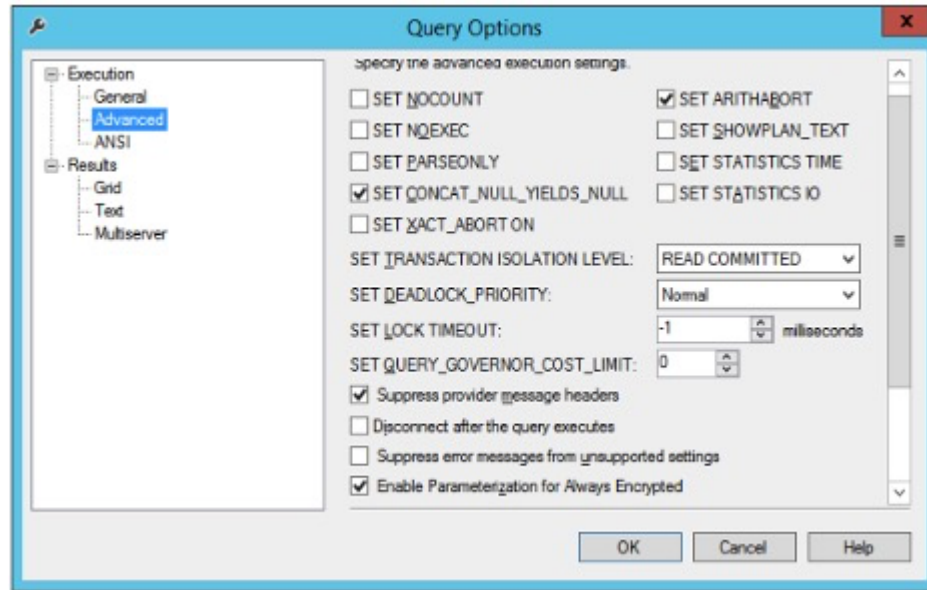 Query Options
x
Execution
General
Advanced
ANSI
Results
Grid
Text
Multiserver
Specify the advanced execution settings.
SET NOCOUNT
SET ARITHABORT
SET NOEXEC
SET SHOWPLAN_TEXT
SET PARSEONLY
SET STATISTICS TIME
SET CONCAT_NULL_YIELDS_NULL
SET STATISTICS IO
SET XACT_ABORT ON
SET TRANSACTION ISOLATION LEVEL: READ COMMITTED
SET DEADLOCK_PRIORITY: Normal
SET LOCK TIMEOUT: -1 milliseconds
SET QUERY_GOVERNOR_COST_LIMIT: 0
Suppress provider message headers
Disconnect after the query executes
Suppress error messages from unsupported settings
Enable Parameterization for Always Encrypted
OK Cancel Help